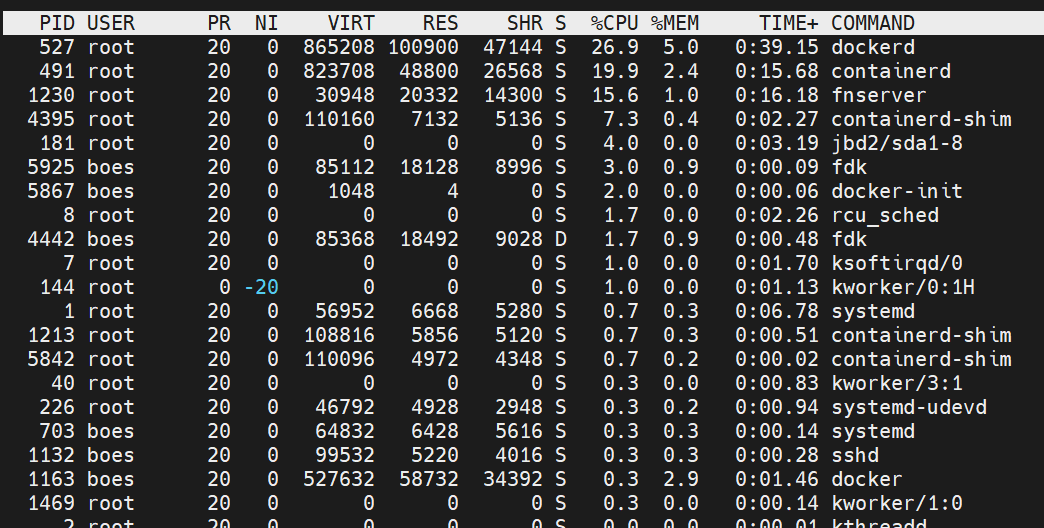 PID USER PR NI VIRT RES SHR S %CPU %MEM TIME+ COMMAND
527 root 20 0 865208 100900 47144 S 26.9 5.0 0:39.15 dockerd
491 root 20 0 823708 48800 26568 S 19.9 2.4 0:15.68 containerd
1230 root 20 0 30948 20332 14300 S 15.6 1.0 0:16.18 fnserver
4395 root 20 0 110160 7132 5136 S 7.3 0.4 0:02.27 containerd-shim
181 root 20 0 0 0 0 S 4.0 0.0 0:03.19 jbd2/sda1-8
5925 boes 20 0 85112 18128 8996 S 3.0 0.9 0:00.09 fdk
5867 boes 20 0 1048 4 0 S 2.0 0.0 0:00.06 docker-init
8 root 20 0 0 0 0 S 1.7 0.0 0:02.26 rcu_sched
4442 boes 20 0 85368 18492 9028 D 1.7 0.9 0:00.48 fdk
7 root 20 0 0 0 0 S 1.0 0.0 0:01.70 ksoftirqd/0
144 root 0 -20 0 0 0 S 1.0 0.0 0:01.13 kworker/0:1H
1 root 20 0 56952 6668 5280 S 0.7 0.3 0:06.78 systemd
1213 root 20 0 108816 5856 5120 S 0.7 0.3 0:00.51 containerd-shim
5842 root 20 0 110096 4972 4348 S 0.7 0.2 0:00.02 containerd-shim
40 root 20 0 0 0 0 S 0.3 0.0 0:00.83 kworker/3:1
226 root 20 0 46792 4928 2948 S 0.3 0.2 0:00.94 systemd-udevd
703 boes 20 0 64832 6428 5616 S 0.3 0.3 0:00.14 systemd
1132 boes 20 0 99532 5220 4016 S 0.3 0.3 0:00.28 sshd
1163 boes 20 0 527632 58732 34392 S 0.3 2.9 0:01.46 docker
1469 root 20 0 0 0 0 S 0.3 0.0 0:00.14 kworker/1:0
2 root 20 0 0 0 0 S 0.0 0.0 0:00.01 kthreadd